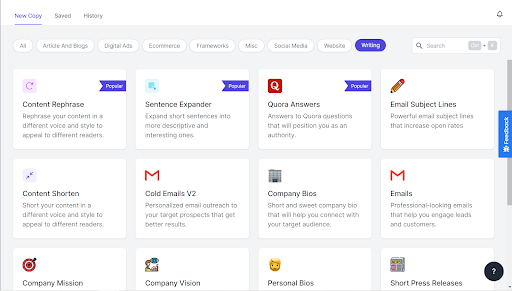 New Copy Saved History
All Article And Blogs Digital Ads Ecommerce Frameworks Misc Social Media Website Writing Search Ctrl + K
Popular Popular Popular
Content Rephrase
Rephrase your content in a
different voice and style to
appeal to different readers.
Sentence Expander
Expand short sentences into
more descriptive and
interesting ones.
Quora Answers
Answers to Quora questions
that will position you as an
authority.
Email Subject Lines
Powerful email subject lines
that increase open rates
Feedback
Content Shorten
Short your content in a
different voice and style to
appeal to different readers.
Cold Emails V2
Personalized email outreach to
your target prospects that get
better results.
Company Bios
Short and sweet company bio
that will help you connect with
your target audience.
Emails
Professional-looking emails
that help you engage leads
and customers.
Company Mission
Company Vision
Personal Bios
Short Press Releases
?